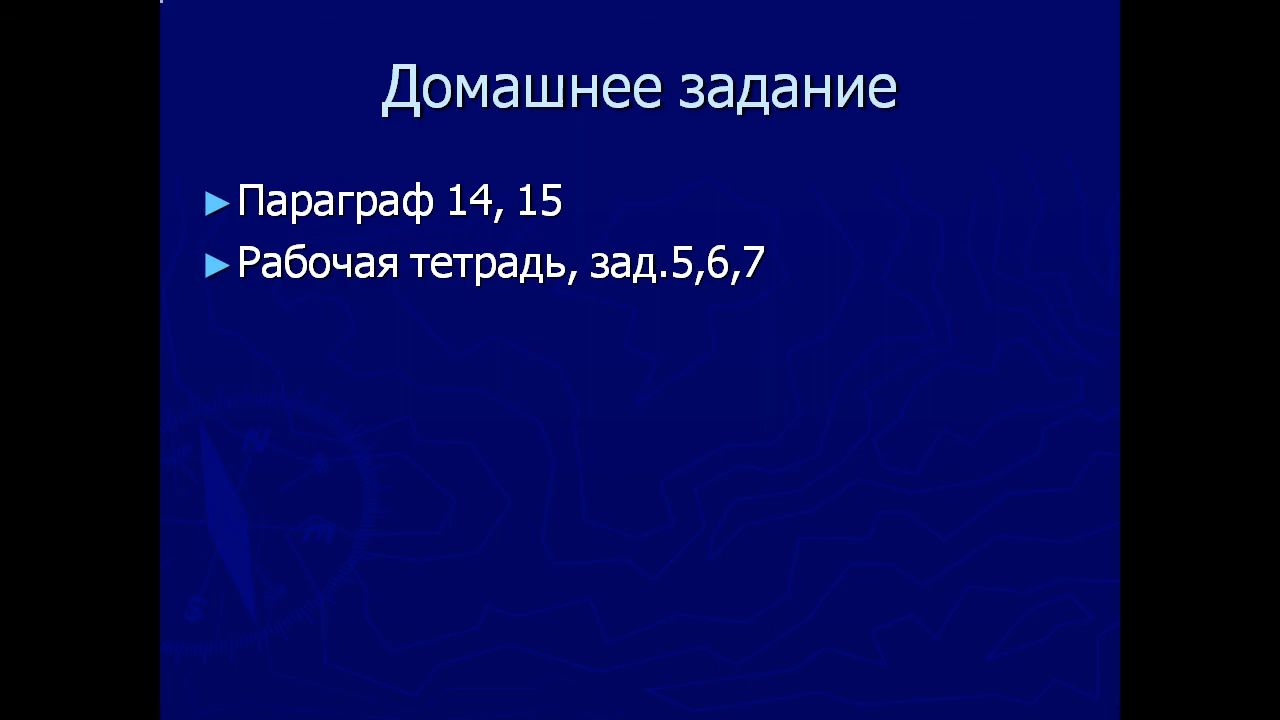 Домашнее задание
►Параграф 14, 15
►Рабочая тетрадь, зад.5,6,7
N
S